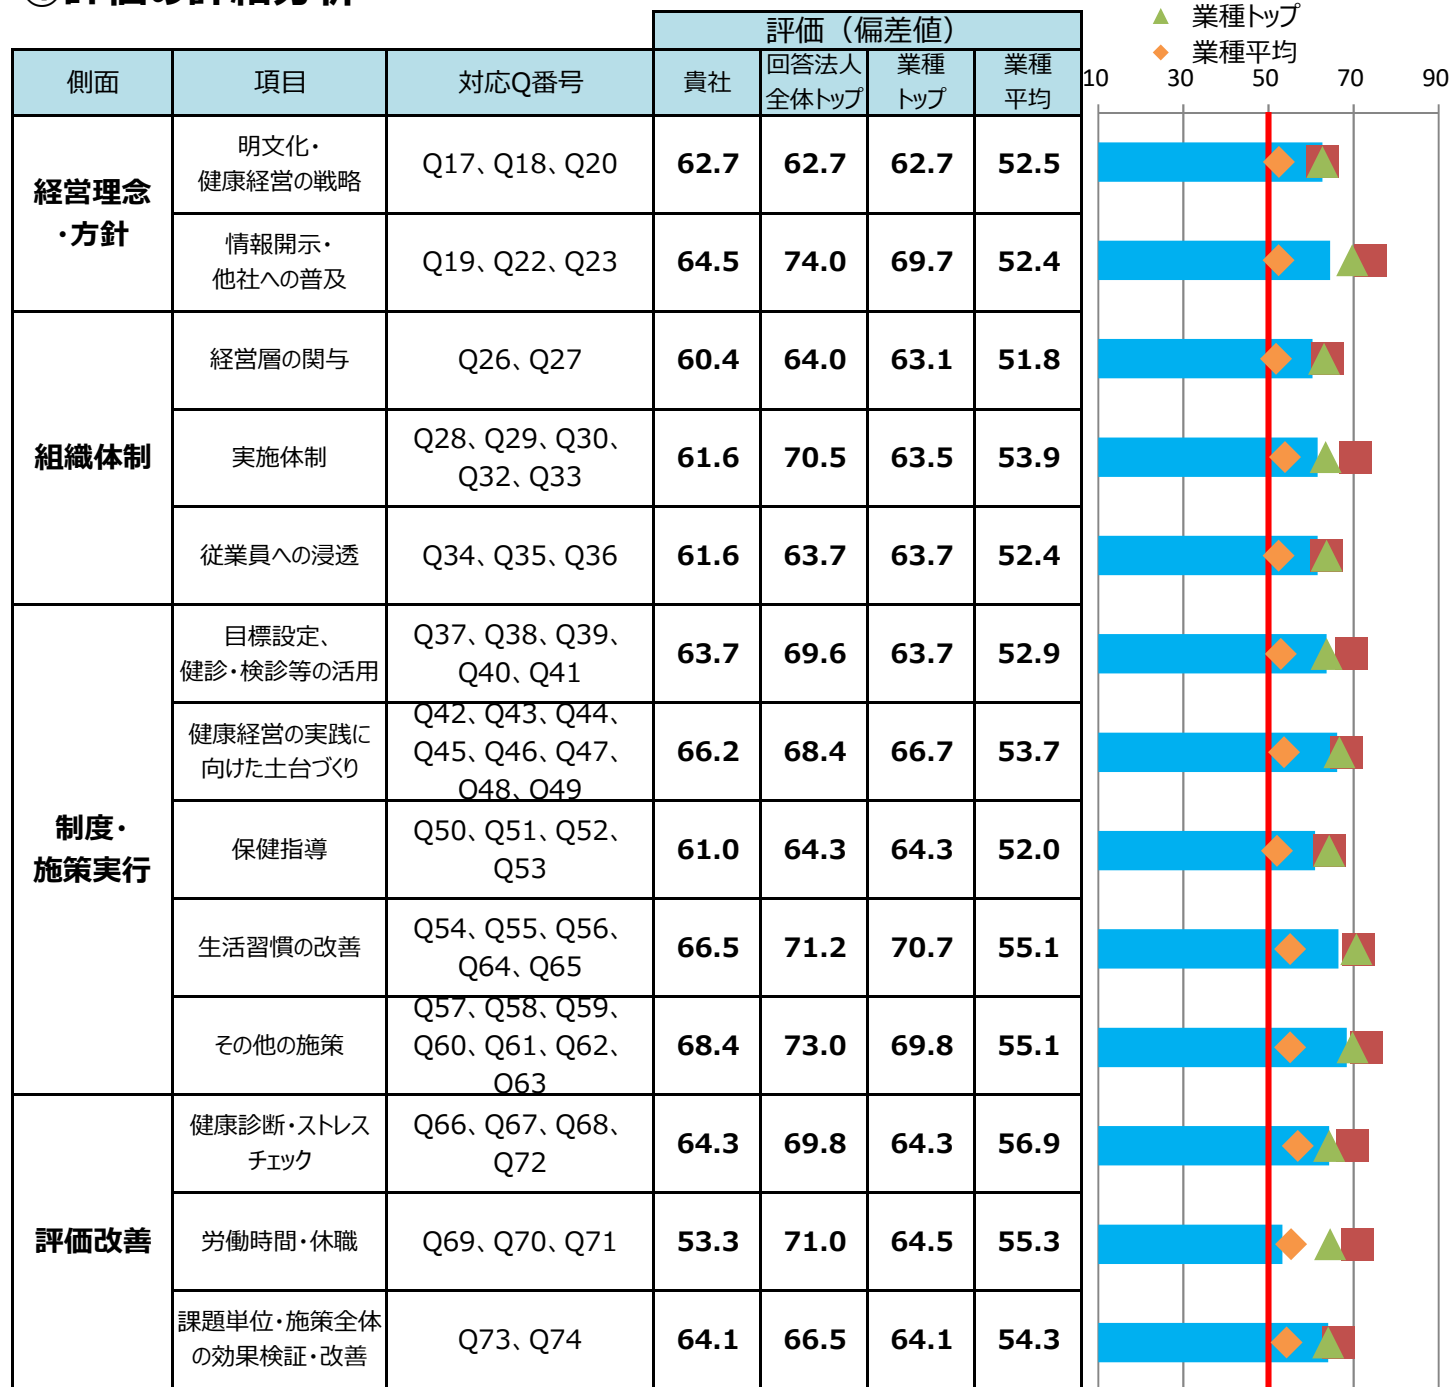 評価（偏差値）
側面 項目 対応Q番号 貴社 回答法人全体トップ 業種トップ 業種平均
▲ 業種トップ
◆ 業種平均
10 30 50 70 90
経営理念
・方針
明文化・
健康経営の戦略
Q17、Q18、Q20
62.7 62.7 62.7 52.5
情報開示・
他社への普及
Q19、Q22、Q23
64.5 74.0 69.7 52.4
組織体制
経営層の関与
Q26、Q27
60.4 64.0 63.1 51.8
実施体制
Q28、Q29、Q30、
Q32、Q33
61.6 70.5 63.5 53.9
従業員への浸透
Q34、Q35、Q36
61.6 63.7 63.7 52.4
制度・
施策実行
目標設定、
健診・検診等の活用
Q37、Q38、Q39、
Q40、Q41
63.7 69.6 63.7 52.9
健康経営の実践に
向けた土台づくり
Q42、Q43、Q44、
Q45、Q46、Q47、
Q48、Q49
66.2 68.4 66.7 53.7
保健指導
Q50、Q51、Q52、
Q53
61.0 64.3 64.3 52.0
生活習慣の改善
Q54、Q55、Q56、
Q64、Q65
66.5 71.2 70.7 55.1
その他の施策
Q57、Q58、Q59、
Q60、Q61、Q62、
Q63
68.4 73.0 69.8 55.1
評価改善
健康診断・ストレス
チェック
Q66、Q67、Q68、
Q72
64.3 69.8 64.3 56.9
労働時間・休職
Q69、Q70、Q71
53.3 71.0 64.5 55.3
課題単位・施策全体
の効果検証・改善
Q73、Q74
64.1 66.5 64.1 54.3